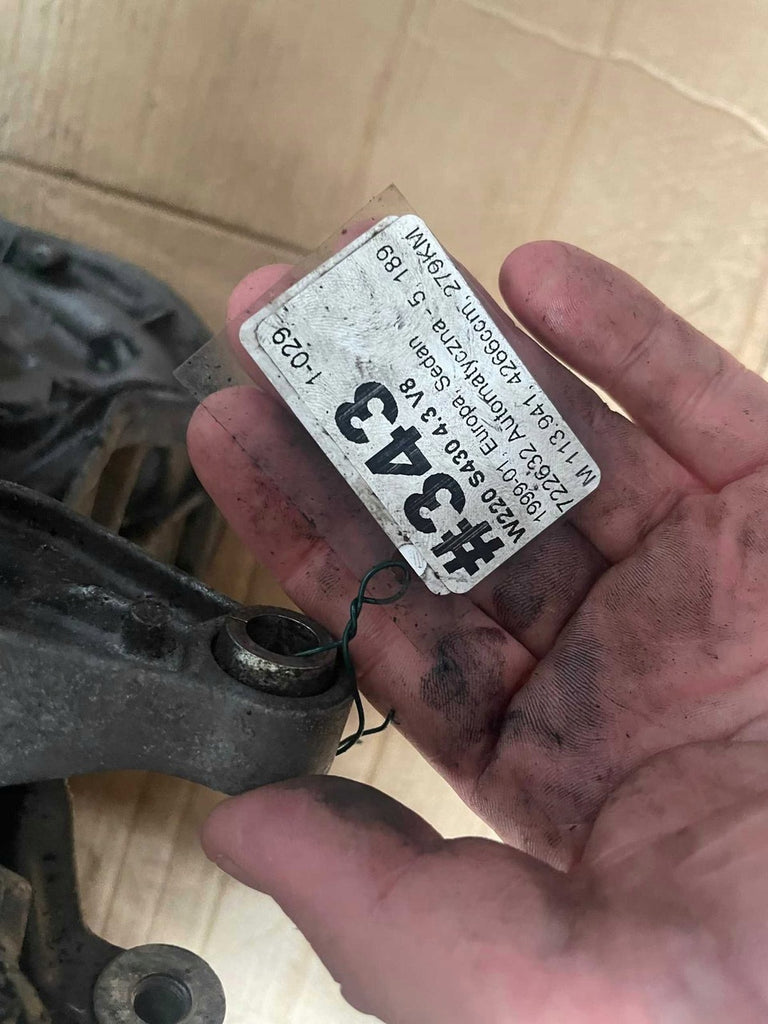 1-029
#3343
W220 S430 4.3 V8
1999-01, Europa, Sedan
722632 Automatyczna - 5, 189
M 113.941, 4266ccm, 279KM